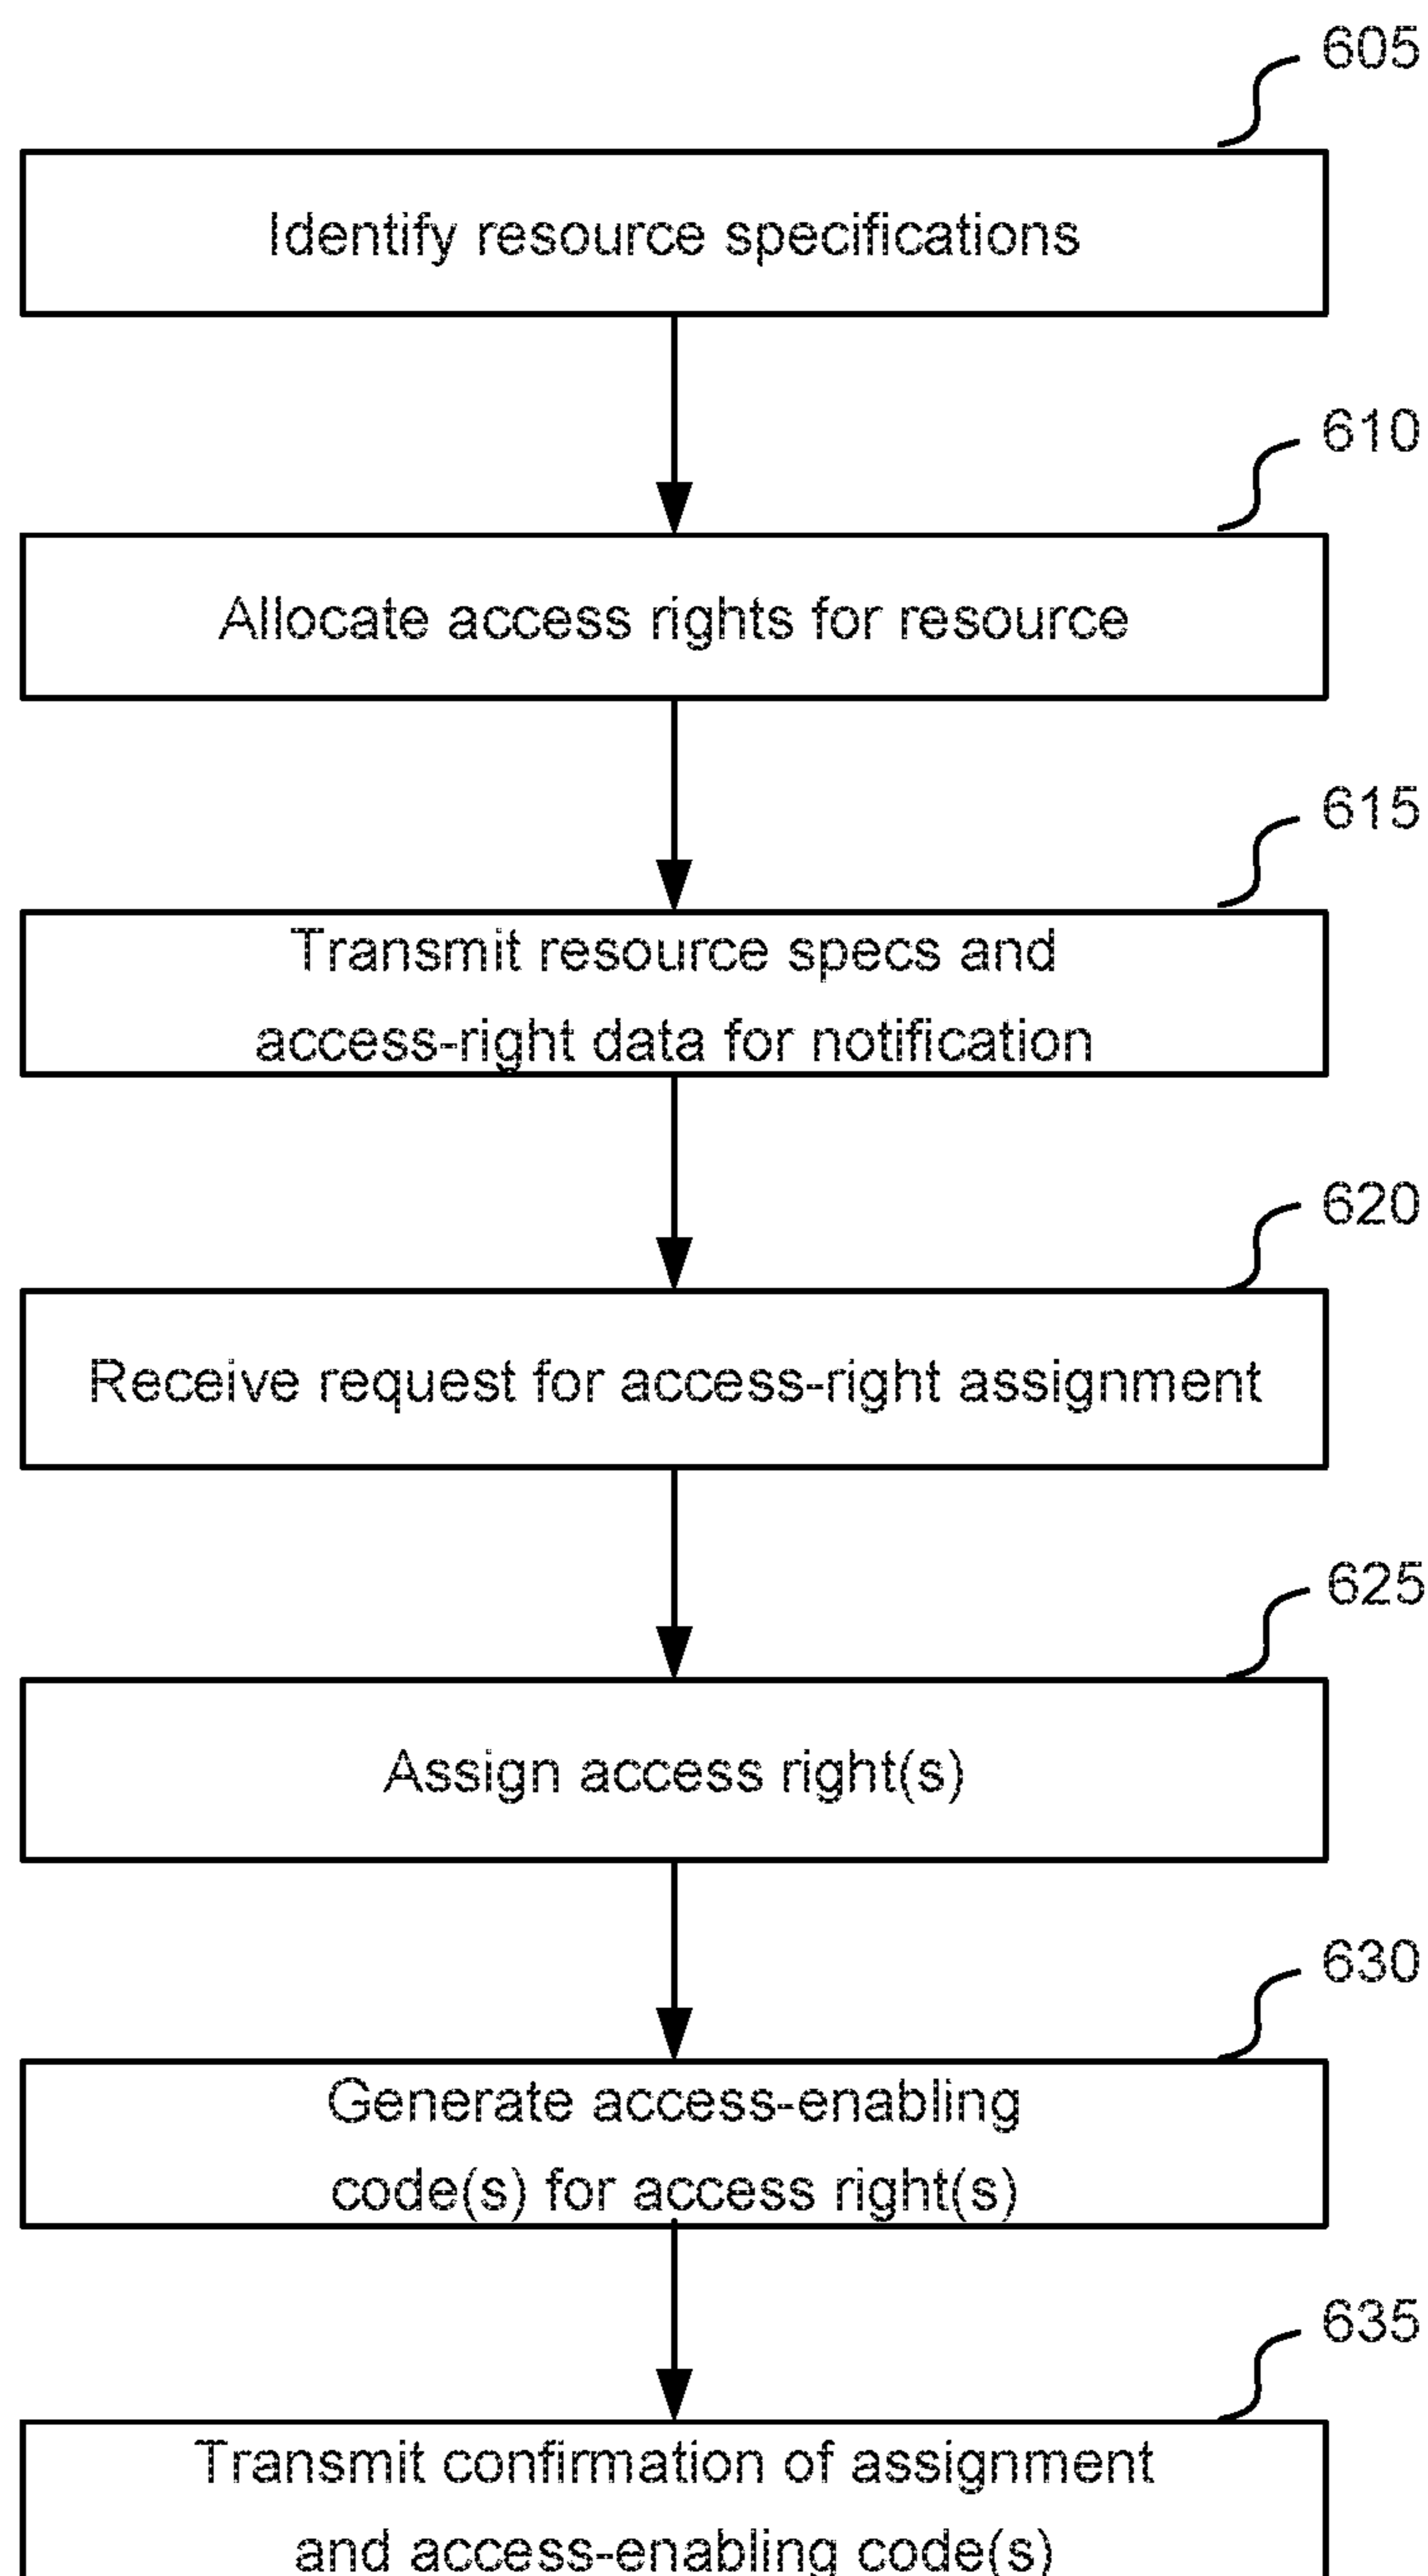 605
Identify resource specifications
610
Allocate access rights for resource
615
Transmit resource specs and
access-right data for notification
620
Receive request for access-right assignment
625
Assign access right(s)
630
Generate access-enabling
code(s) for access right(s)
635
Transmit confirmation of assignment
and access-enabling code(s)